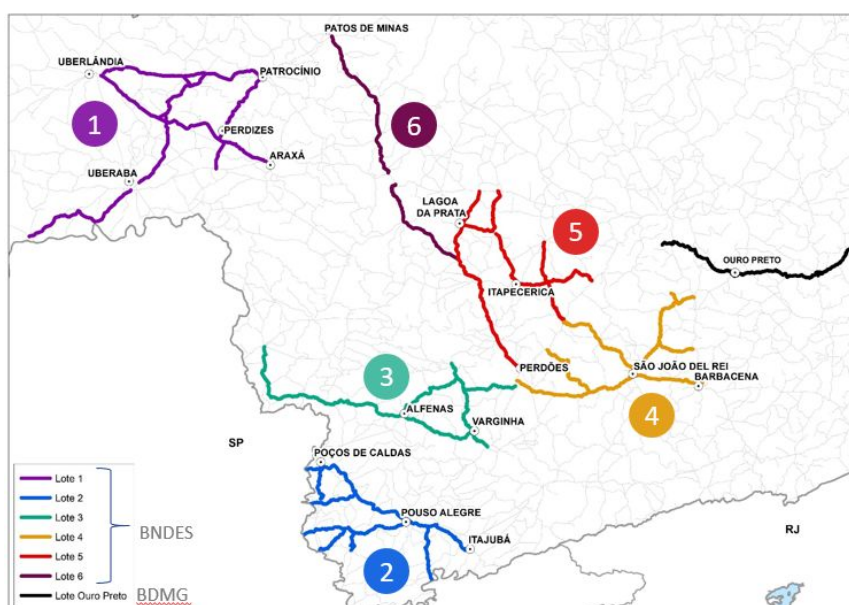 PATOS DE MINAS
UBERLÂNDIA
PATROCÍNIO
6
1
PERDIZES
ARAXÁ
UBERABA
LAGOA
DA PRATA
5
OURO PRETO
ITAPECERICA
3
PERDÕES
SÃO JOÃO DEL REI
BARBACENA
ALFENAS
4
VARGINHA
SP
POÇOS DE CALDAS
POUSO ALEGRE
ITAJUBÁ
RJ
2
Lote 1
Lote 2
Lote 3
Lote 4
Lote 5
Lote 6
BNDES
Lote Ouro Preto BDMG